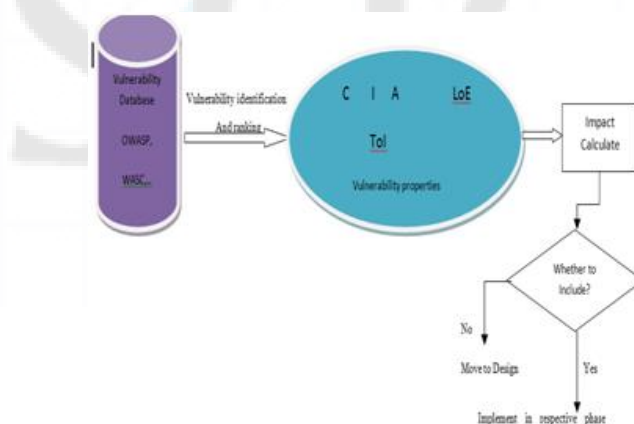 Vulnerability
Database
OWASP,
WASC,..
Vulnerability identification
And ranking
C I A LoE
ToI
Vulnerability properties
Impact
Calculate
Whether to
Include?
No
Move to Design
Yes
Implement in respective phase